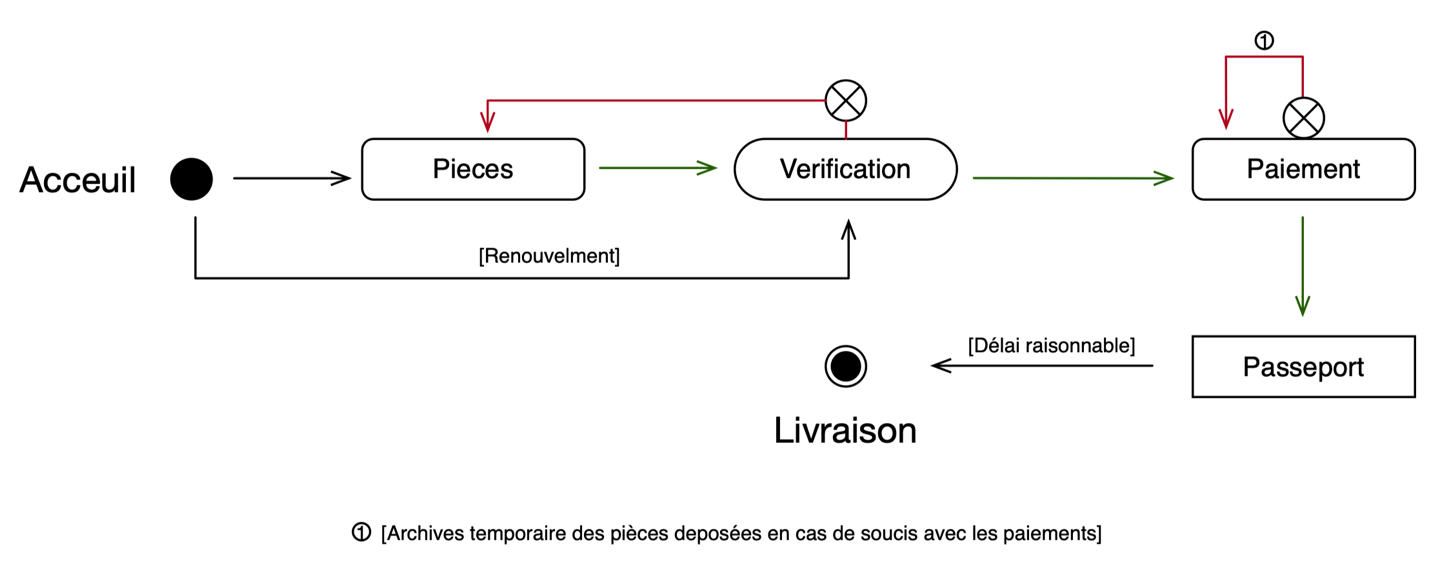 ①
Acceuil
Pieces
Verification
Paiement
[Renouvelment]
[Délai raisonnable]
Passeport
Livraison
① [Archives temporaire des pièces deposées en cas de soucis avec les paiements]